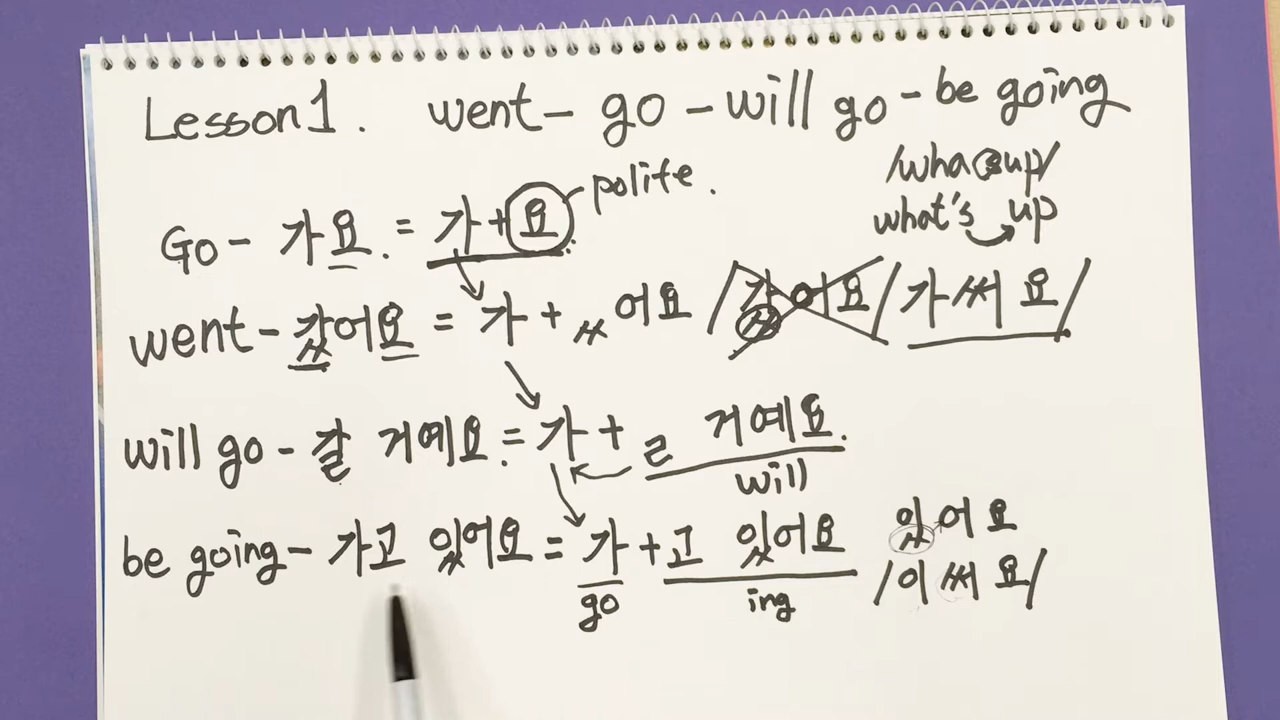 Lesson 1. went - go - will go - be going
/whaⓢup/
what's up
polite.
Go - 가요. = 가 + 요
went - 갔어요 = 가 + ㅆ어요 /갔어요/ /가써요/
will go - 갈 거예요. = 가 + ㄹ 거예요.
will
be going - 가고 있어요 = 가 + 고 있어요 있어요
go ing /이써요/